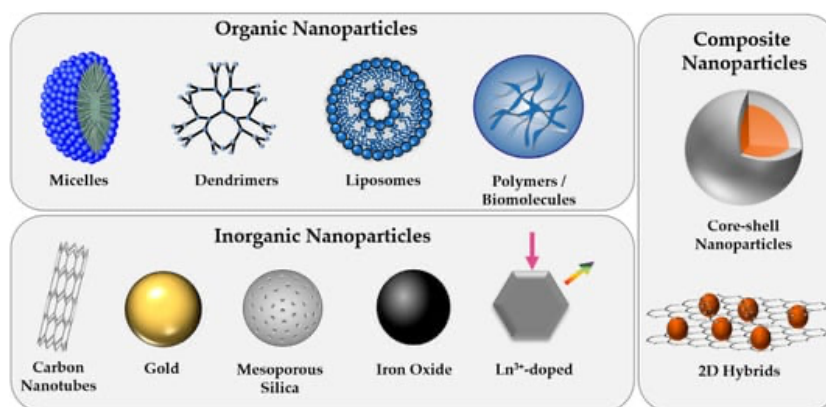 Organic Nanoparticles
Micelles
Dendrimers
Liposomes
Polymers /
Biomolecules
Inorganic Nanoparticles
Carbon
Nanotubes
Gold
Mesoporous
Silica
Iron Oxide
Ln³⁺-doped
Composite
Nanoparticles
Core-shell
Nanoparticles
2D Hybrids